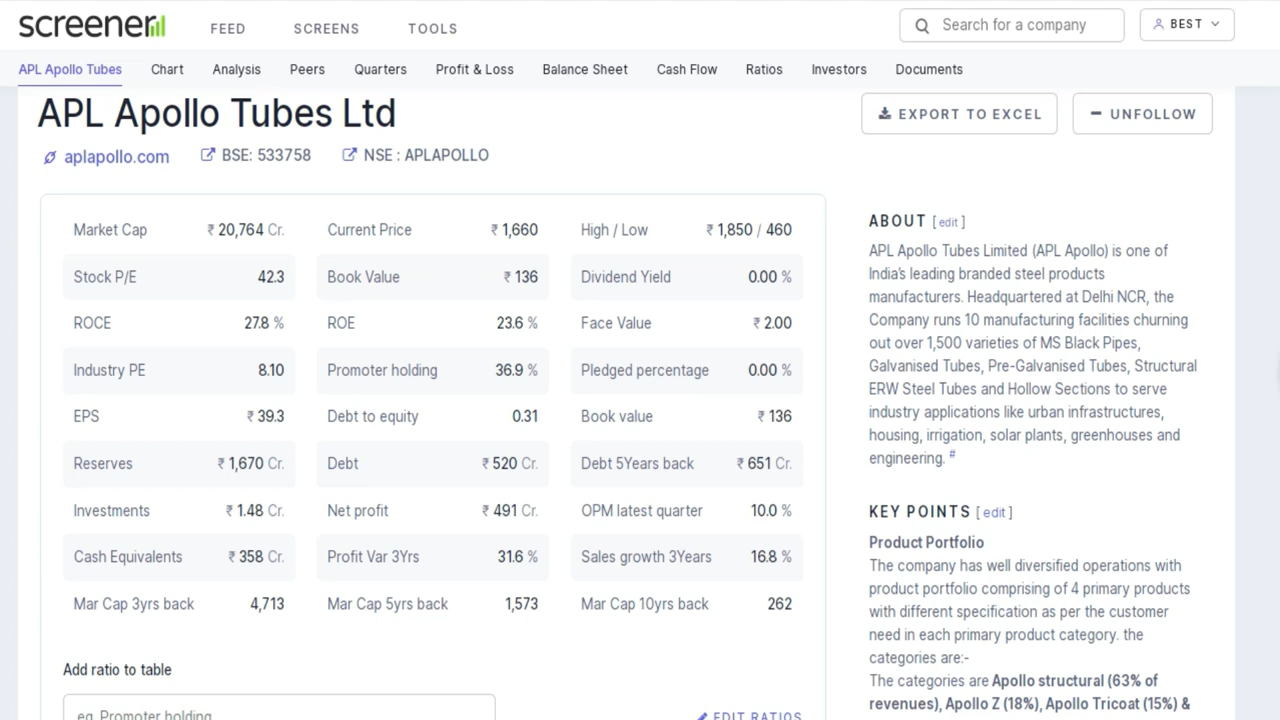 screener
FEED SCREENS TOOLS
Search for a company
BEST
APL Apollo Tubes Chart Analysis Peers Quarters Profit & Loss Balance Sheet Cash Flow Ratios Investors Documents
APL Apollo Tubes Ltd
EXPORT TO EXCEL
UNFOLLOW
aplapollo.com BSE: 533758 NSE : APLAPOLLO
Market Cap ₹ 20,764 Cr. Current Price ₹ 1,660 High / Low ₹ 1,850 / 460
Stock P/E 42.3 Book Value ₹ 136 Dividend Yield 0.00 %
ROCE 27.8 % ROE 23.6 % Face Value ₹ 2.00
Industry PE 8.10 Promoter holding 36.9 % Pledged percentage 0.00 %
EPS ₹ 39.3 Debt to equity 0.31 Book value ₹ 136
Reserves ₹ 1,670 Cr. Debt ₹ 520 Cr. Debt 5Years back ₹ 651 Cr.
Investments ₹ 1.48 Cr. Net profit ₹ 491 Cr. OPM latest quarter 10.0 %
Cash Equivalents ₹ 358 Cr. Profit Var 3Yrs 31.6 % Sales growth 3Years 16.8 %
Mar Cap 3yrs back 4,713 Mar Cap 5yrs back 1,573 Mar Cap 10yrs back 262
Add ratio to table
eg. Promoter holding
EDIT RATIOS
ABOUT [ edit ]
APL Apollo Tubes Limited (APL Apollo) is one of
India's leading branded steel products
manufacturers. Headquartered at Delhi NCR, the
Company runs 10 manufacturing facilities churning
out over 1,500 varieties of MS Black Pipes,
Galvanised Tubes, Pre-Galvanised Tubes, Structural
ERW Steel Tubes and Hollow Sections to serve
industry applications like urban infrastructures,
housing, irrigation, solar plants, greenhouses and
engineering. #
KEY POINTS [ edit ]
Product Portfolio
The company has well diversified operations with
product portfolio comprising of 4 primary products
with different specification as per the customer
need in each primary product category. the
categories are:-
The categories are Apollo structural (63% of
revenues), Apollo Z (18%), Apollo Tricoat (15%) &